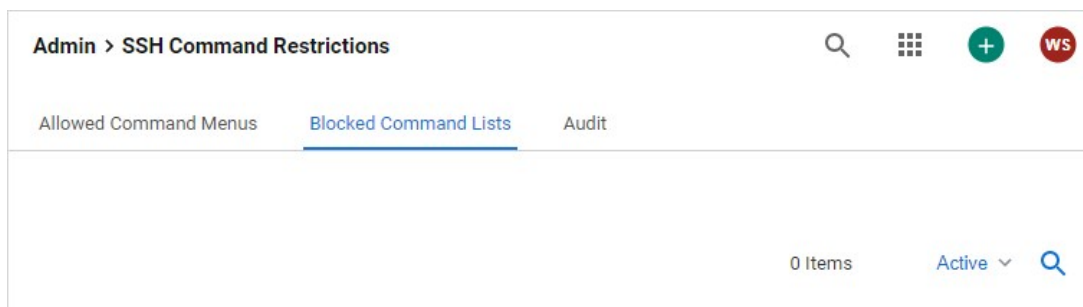 Admin > SSH Command Restrictions
WS
Allowed Command Menus Blocked Command Lists Audit
0 Items Active